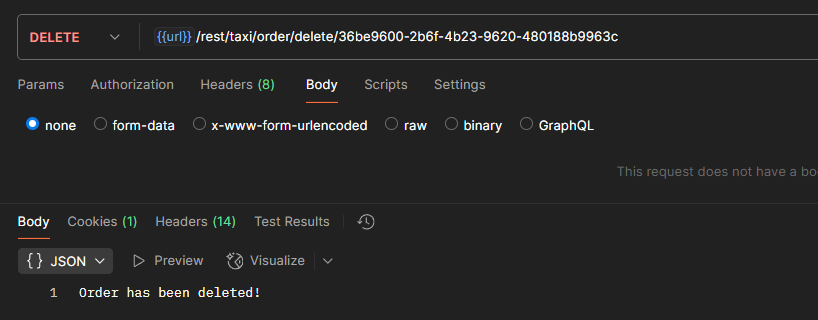 DELETE {{url}} /rest/taxi/order/delete/36be9600-2b6f-4b23-9620-480188b9963c
Params Authorization Headers (8) Body Scripts Settings
none form-data x-www-form-urlencoded raw binary GraphQL
This request does not have a bo
Body Cookies (1) Headers (14) Test Results
{} JSON Preview Visualize
1 Order has been deleted!